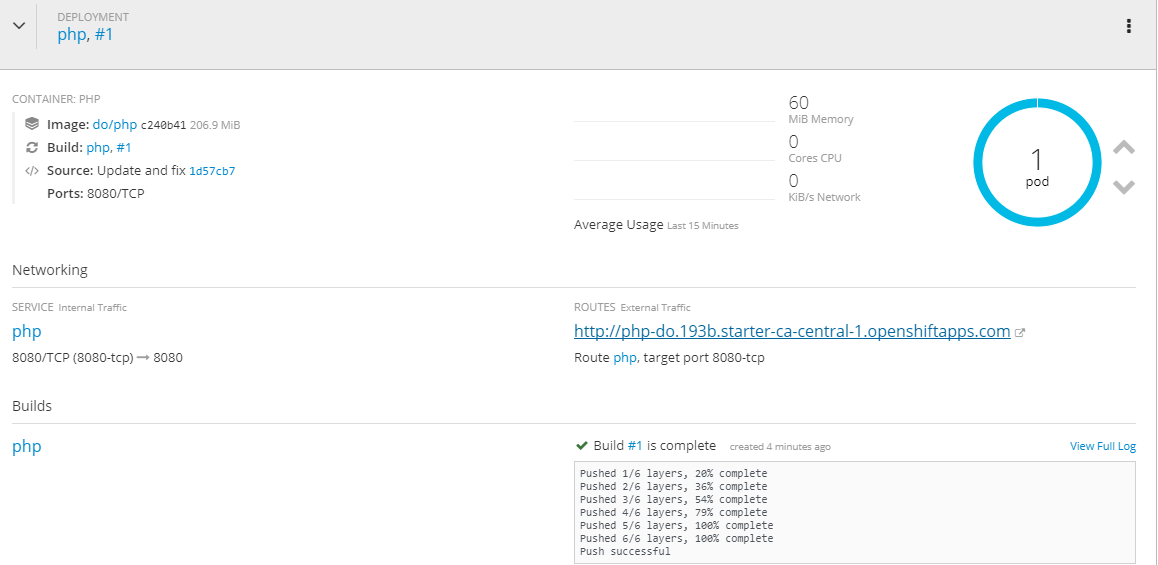 DEPLOYMENT
php, #1
CONTAINER: PHP
Image: do/php c240b41 206.9 MiB
Build: php, #1
Source: Update and fix 1d57cb7
Ports: 8080/TCP
60
MiB Memory
0
Cores CPU
0
KiB/s Network
Average Usage Last 15 Minutes
1
pod
Networking
SERVICE Internal Traffic
php
8080/TCP (8080-tcp) → 8080
ROUTES External Traffic
http://php-do.193b.starter-ca-central-1.openshiftapps.com
Route php, target port 8080-tcp
Builds
php
Build #1 is complete created 4 minutes ago
View Full Log
Pushed 1/6 layers, 20% complete
Pushed 2/6 layers, 36% complete
Pushed 3/6 layers, 54% complete
Pushed 4/6 layers, 79% complete
Pushed 5/6 layers, 100% complete
Pushed 6/6 layers, 100% complete
Push successful